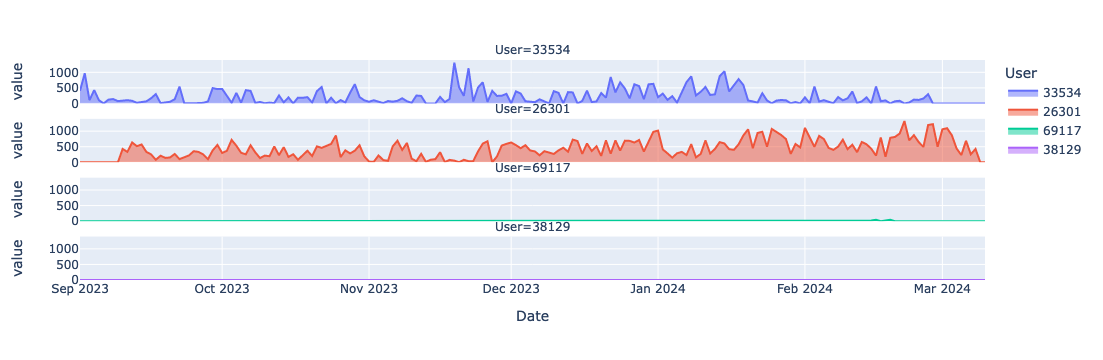 User=33534
value
1000
500
0
User=26301
value
1000
500
0
User=69117
value
1000
500
0
User=38129
value
1000
500
0
Sep 2023 Oct 2023 Nov 2023 Dec 2023 Jan 2024 Feb 2024 Mar 2024
Date
User
33534
26301
69117
38129